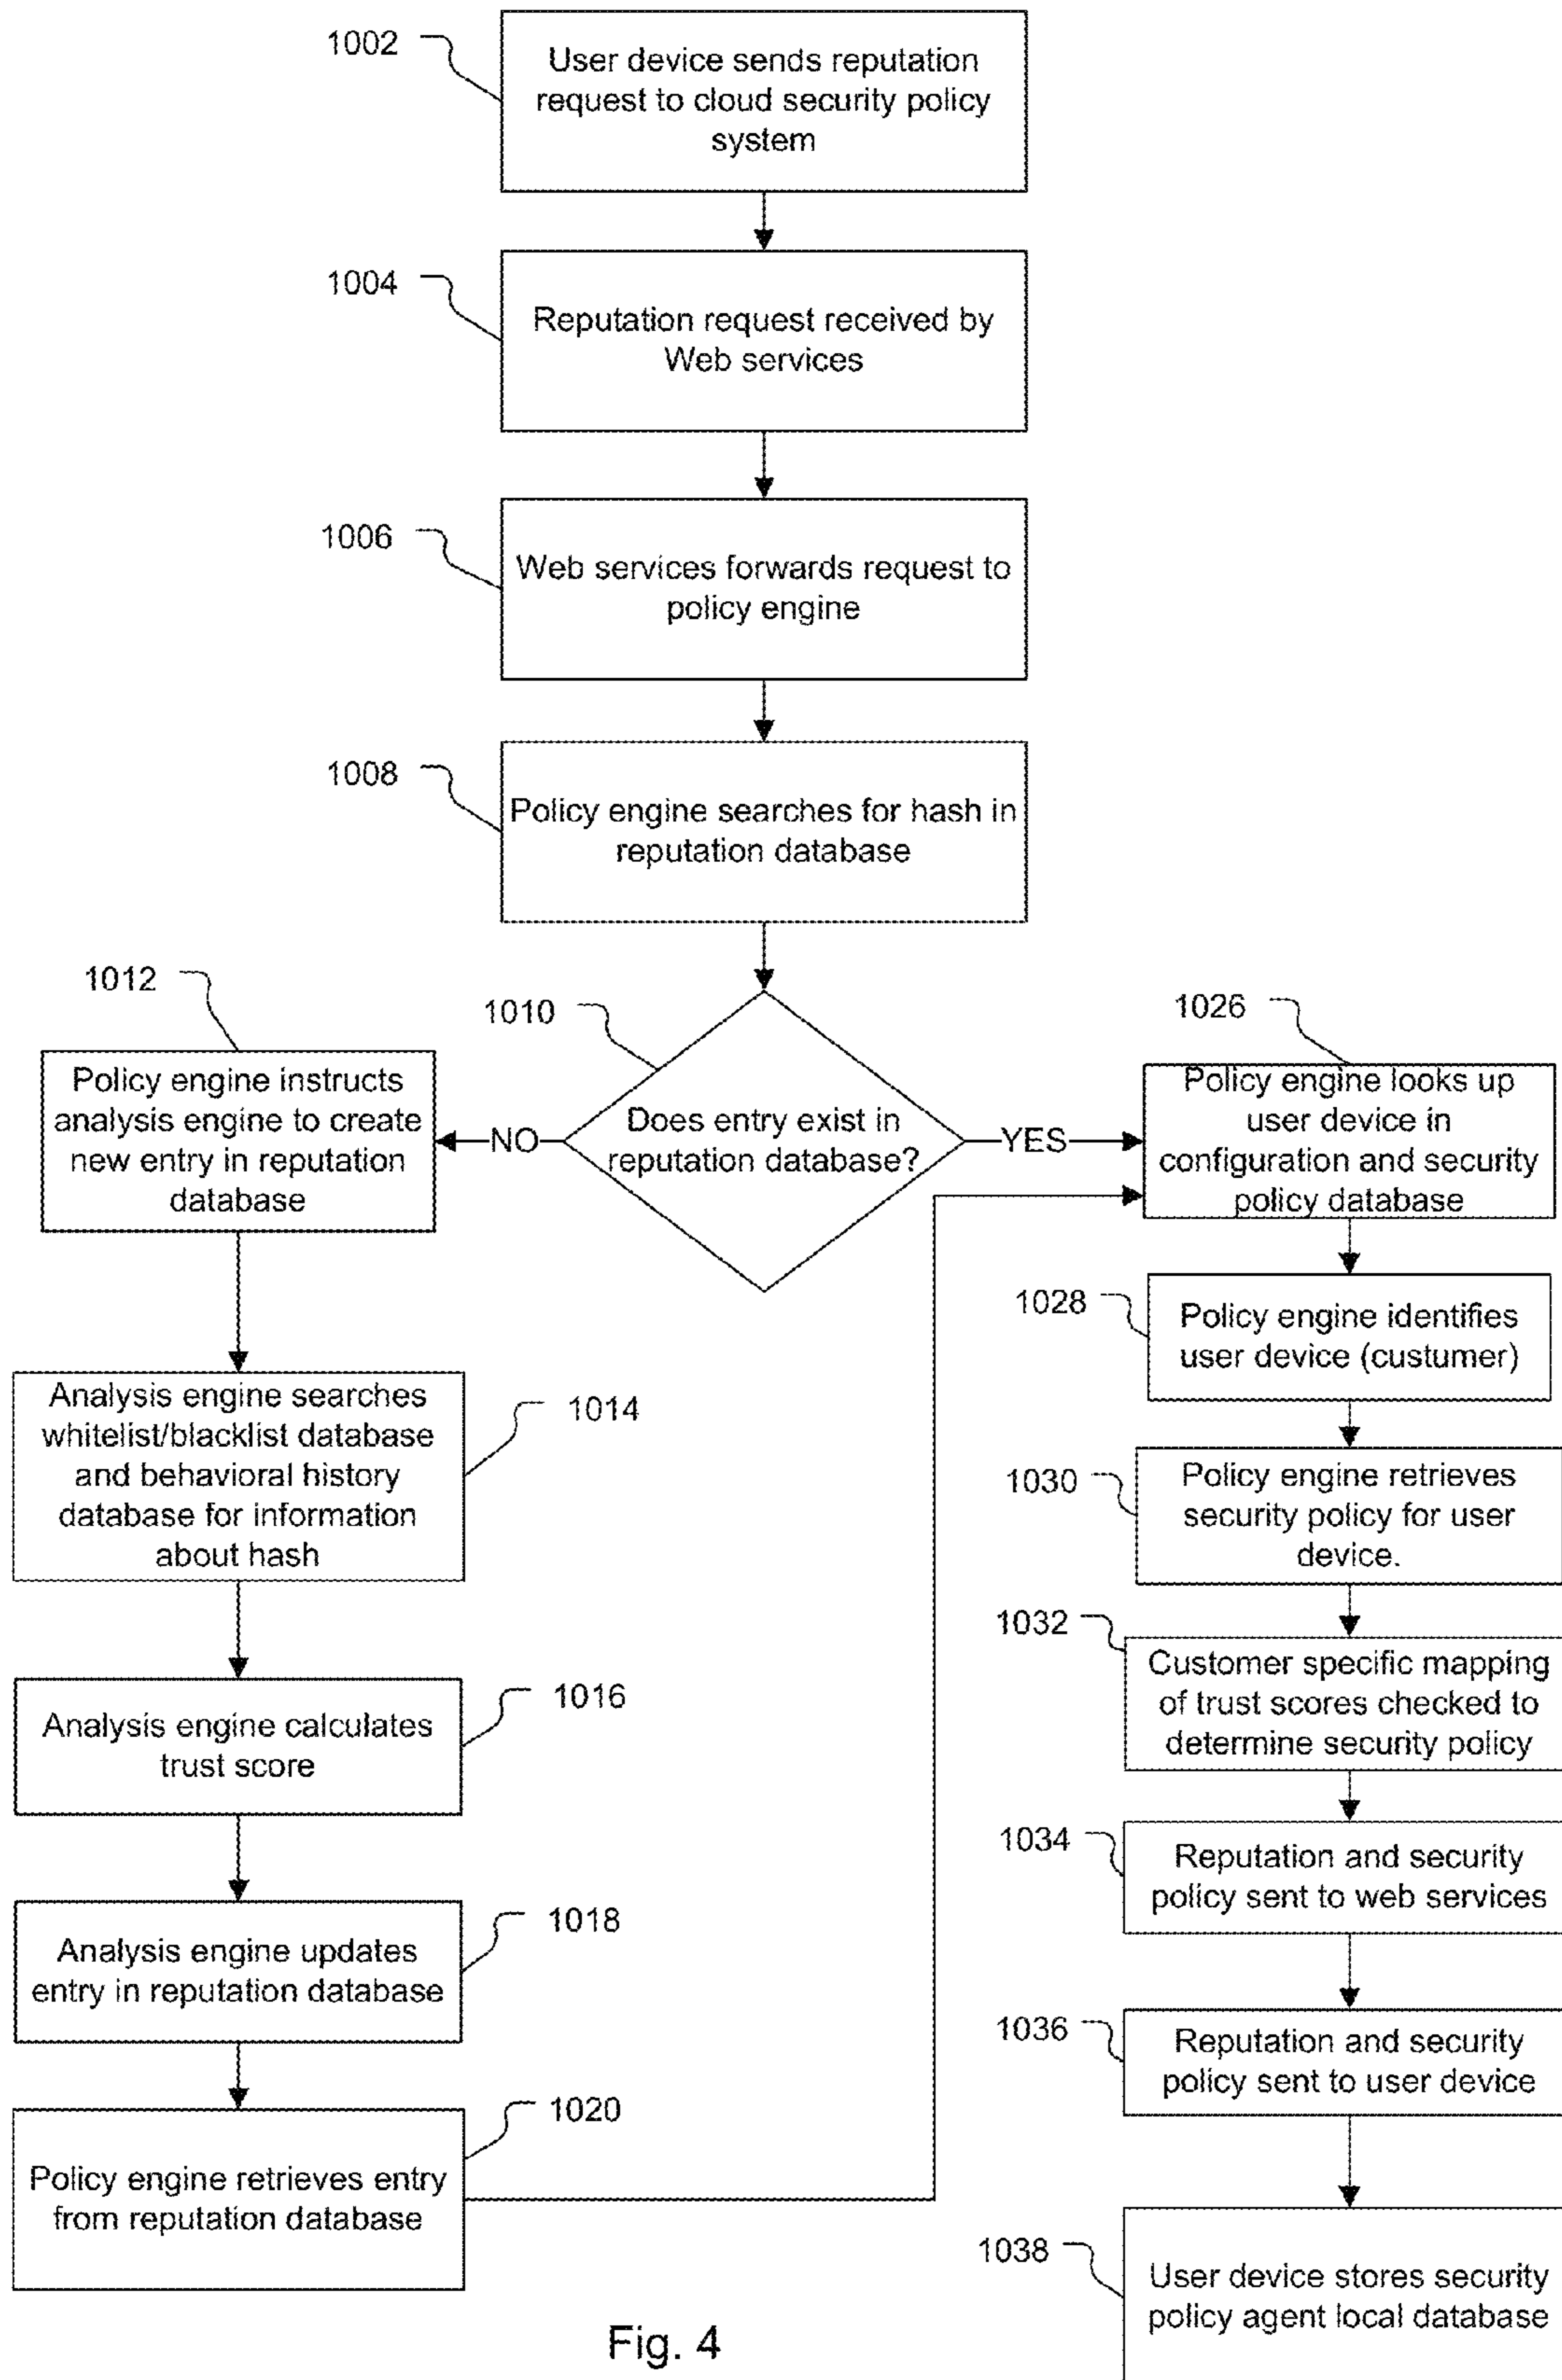 1002
User device sends reputation
request to cloud security policy
system
1004
Reputation request received by
Web services
1006
Web services forwards request to
policy engine
1008
Policy engine searches for hash in
reputation database
1010
Does entry exist in
reputation database?
NO
YES
1012
Policy engine instructs
analysis engine to create
new entry in reputation
database
1014
Analysis engine searches
whitelist/blacklist database
and behavioral history
database for information
about hash
1016
Analysis engine calculates
trust score
1018
Analysis engine updates
entry in reputation database
1020
Policy engine retrieves entry
from reputation database
1026
Policy engine looks up
user device in
configuration and security
policy database
1028
Policy engine identifies
user device (custumer)
1030
Policy engine retrieves
security policy for user
device.
1032
Customer specific mapping
of trust scores checked to
determine security policy
1034
Reputation and security
policy sent to web services
1036
Reputation and security
policy sent to user device
1038
User device stores security
policy agent local database
Fig. 4